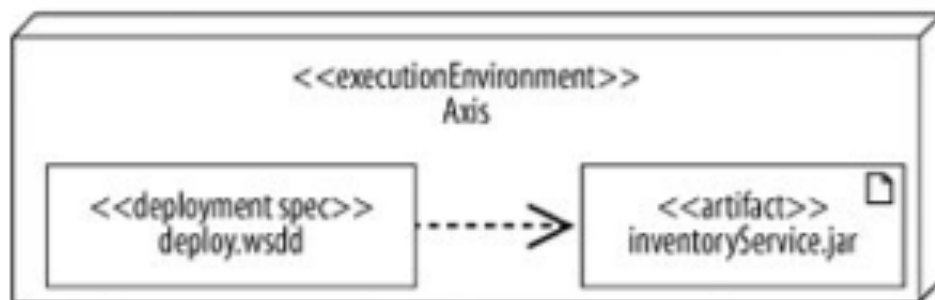 <<executionEnvironment>>
Axis
<<deployment spec>>
deploy.wsdd
<<artifact>>
inventoryService.jar